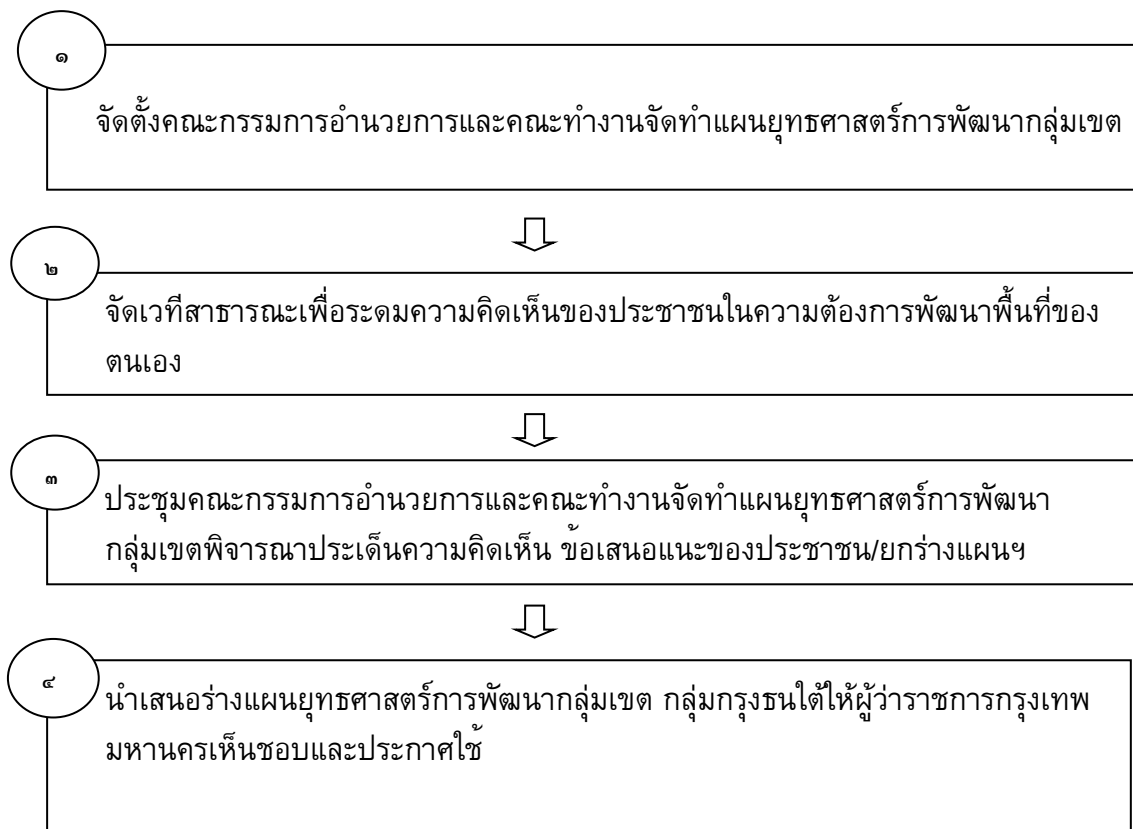 ๑
จัดตั้งคณะกรรมการอำนวยการและคณะทำงานจัดทำแผนยุทธศาสตร์การพัฒนากลุ่มเขต
๒
จัดเวทีสาธารณะเพื่อระดมความคิดเห็นของประชาชนในความต้องการพัฒนาพื้นที่ของ
ตนเอง
๓
ประชุมคณะกรรมการอำนวยการและคณะทำงานจัดทำแผนยุทธศาสตร์การพัฒนา
กลุ่มเขตพิจารณาประเด็นความคิดเห็น ข้อเสนอแนะของประชาชน/ยกร่างแผนฯ
๔
นำเสนอร่างแผนยุทธศาสตร์การพัฒนากลุ่มเขต กลุ่มกรุงธนใต้ให้ผู้ว่าราชการกรุงเทพ
มหานครเห็นชอบและประกาศใช้